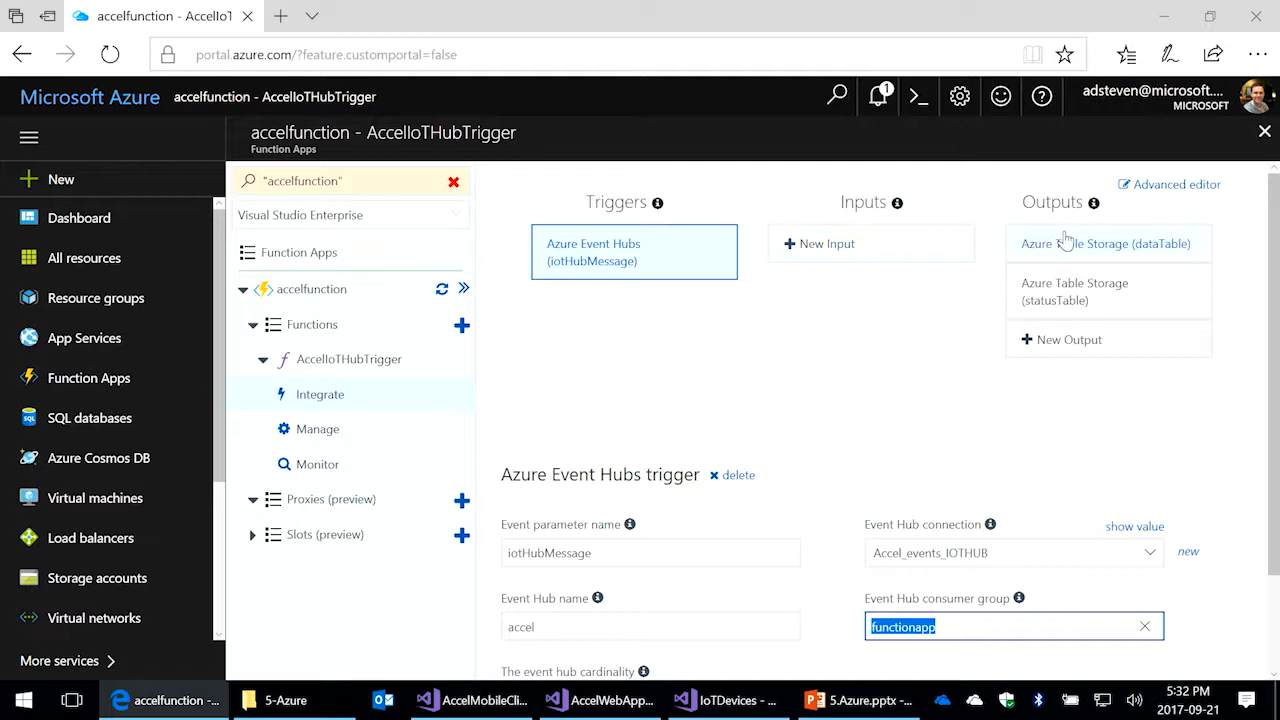 accelfunction - AccelIoT
portal.azure.com/?feature.customportal=false
Microsoft Azure
accelfunction - AccelIoTHubTrigger
1
adsteven@microsoft....
MICROSOFT
accelfunction - AccelIoTHubTrigger
Function Apps
New
Dashboard
All resources
Resource groups
App Services
Function Apps
SQL databases
Azure Cosmos DB
Virtual machines
Load balancers
Storage accounts
Virtual networks
More services
"accelfunction"
Visual Studio Enterprise
Function Apps
accelfunction
Functions
AccelIoTHubTrigger
Integrate
Manage
Monitor
Proxies (preview)
Slots (preview)
Advanced editor
Triggers
Azure Event Hubs
(iotHubMessage)
Inputs
New Input
Outputs
Azure Table Storage (dataTable)
Azure Table Storage
(statusTable)
New Output
Azure Event Hubs trigger
delete
Event parameter name
iotHubMessage
Event Hub connection
show value
Accel_events_IOTHUB
new
Event Hub name
accel
Event Hub consumer group
functionapp
The event hub cardinality
accelfunction -...
5-Azure
AccelMobileCli...
AccelWebApp...
IoTDevices - ...
5.Azure.pptx - ...
5:32 PM
2017-09-21